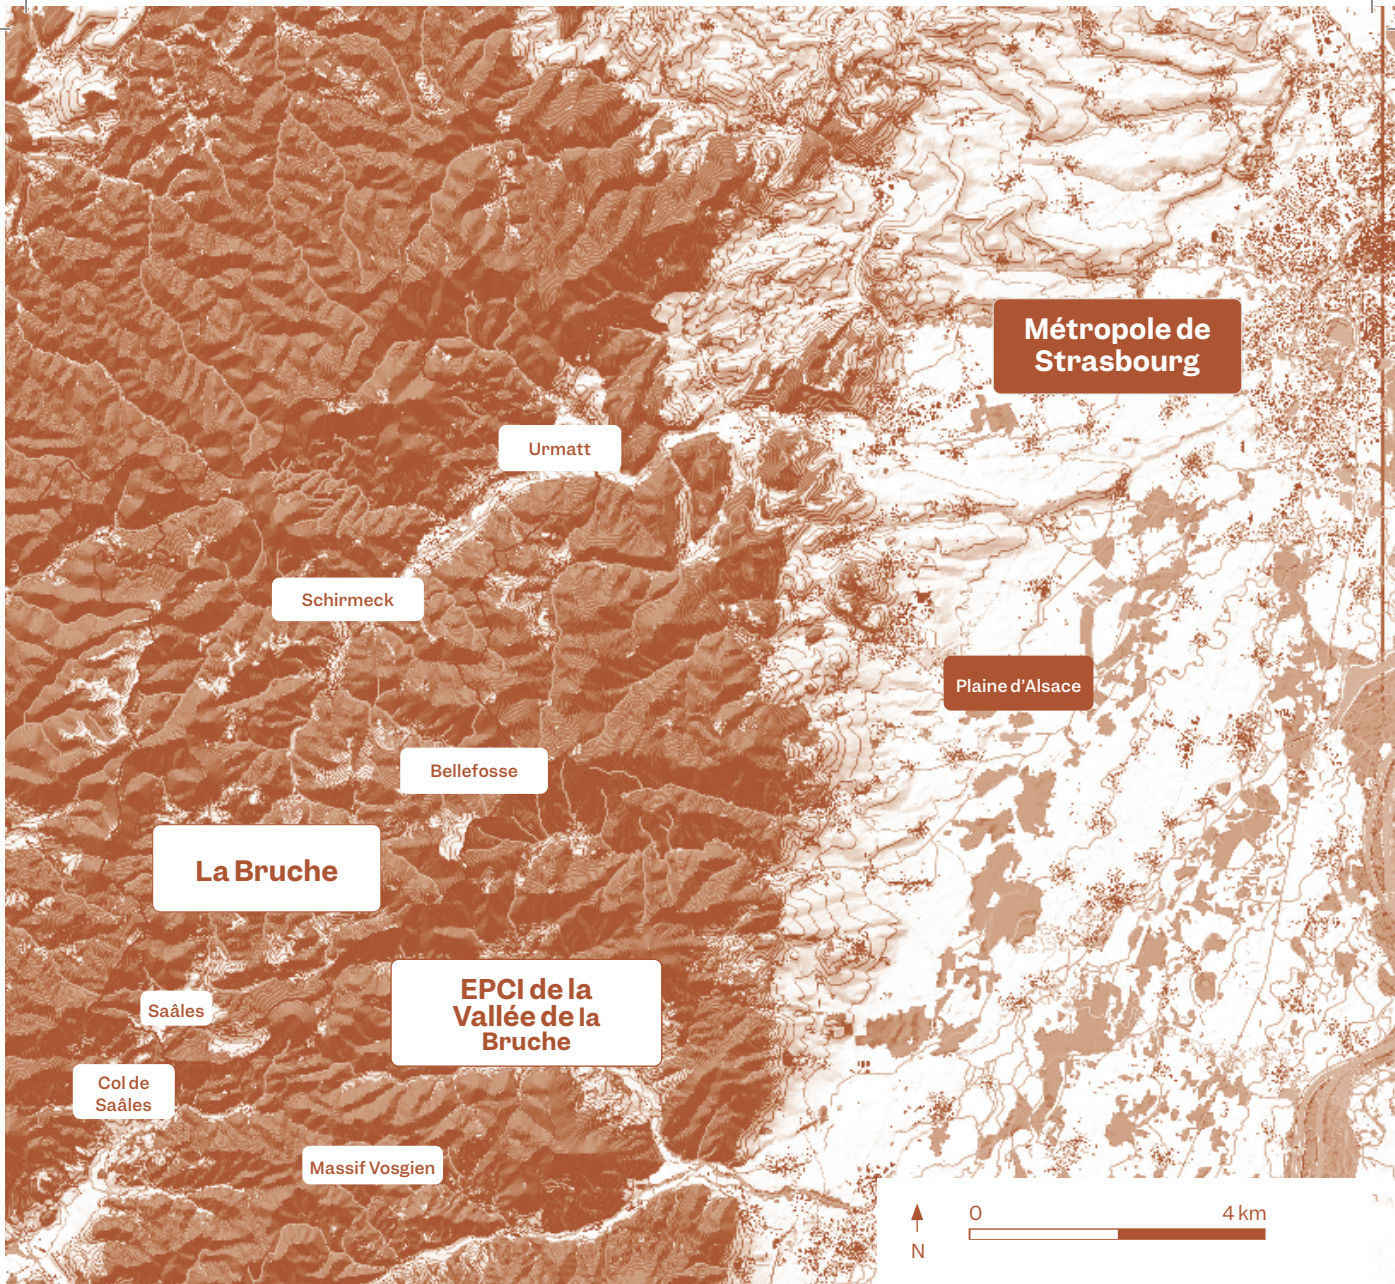 Métropole de
Strasbourg
Urmatt
Schirmeck
Plaine d'Alsace
Bellefosse
La Bruche
EPCI de la
Vallée de la
Bruche
Saâles
Col de
Saâles
Massif Vosgien
0 4 km
N